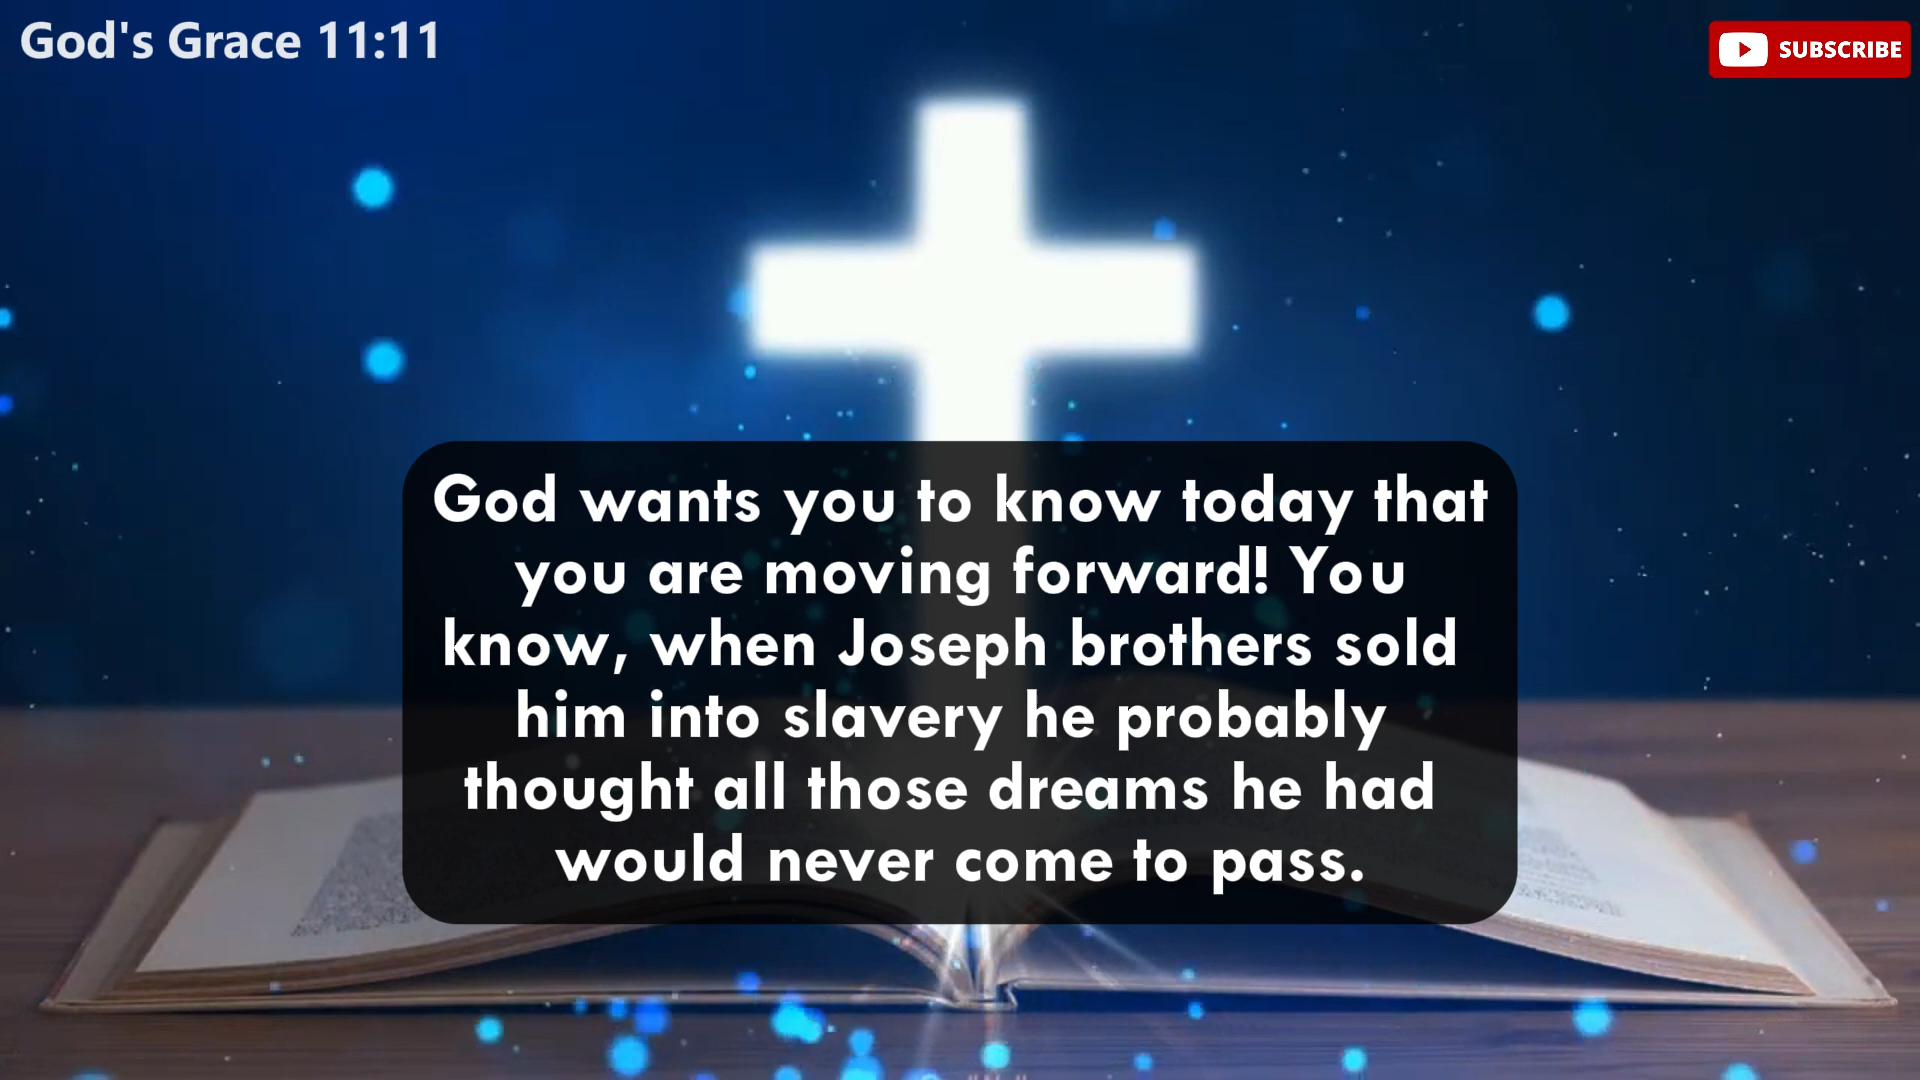 God's Grace 11:11
SUBSCRIBE
God wants you to know today that
you are moving forward! You
know, when Joseph brothers sold
him into slavery he probably
thought all those dreams he had
would never come to pass.